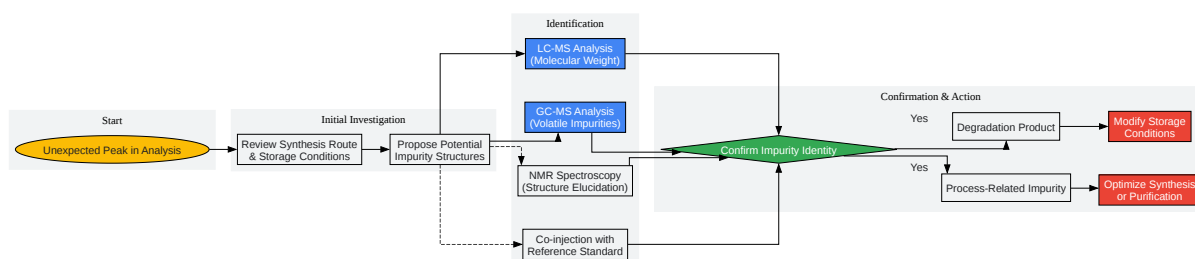 Start
Unexpected Peak in Analysis
Initial Investigation
Review Synthesis Route
& Storage Conditions
Propose Potential
Impurity Structures
Identification
LC-MS Analysis
(Molecular Weight)
GC-MS Analysis
(Volatile Impurities)
NMR Spectroscopy
(Structure Elucidation)
Co-injection with
Reference Standard
Confirmation & Action
Confirm Impurity Identity
Yes
Degradation Product
Modify Storage
Conditions
Yes
Process-Related Impurity
Optimize Synthesis
or Purification